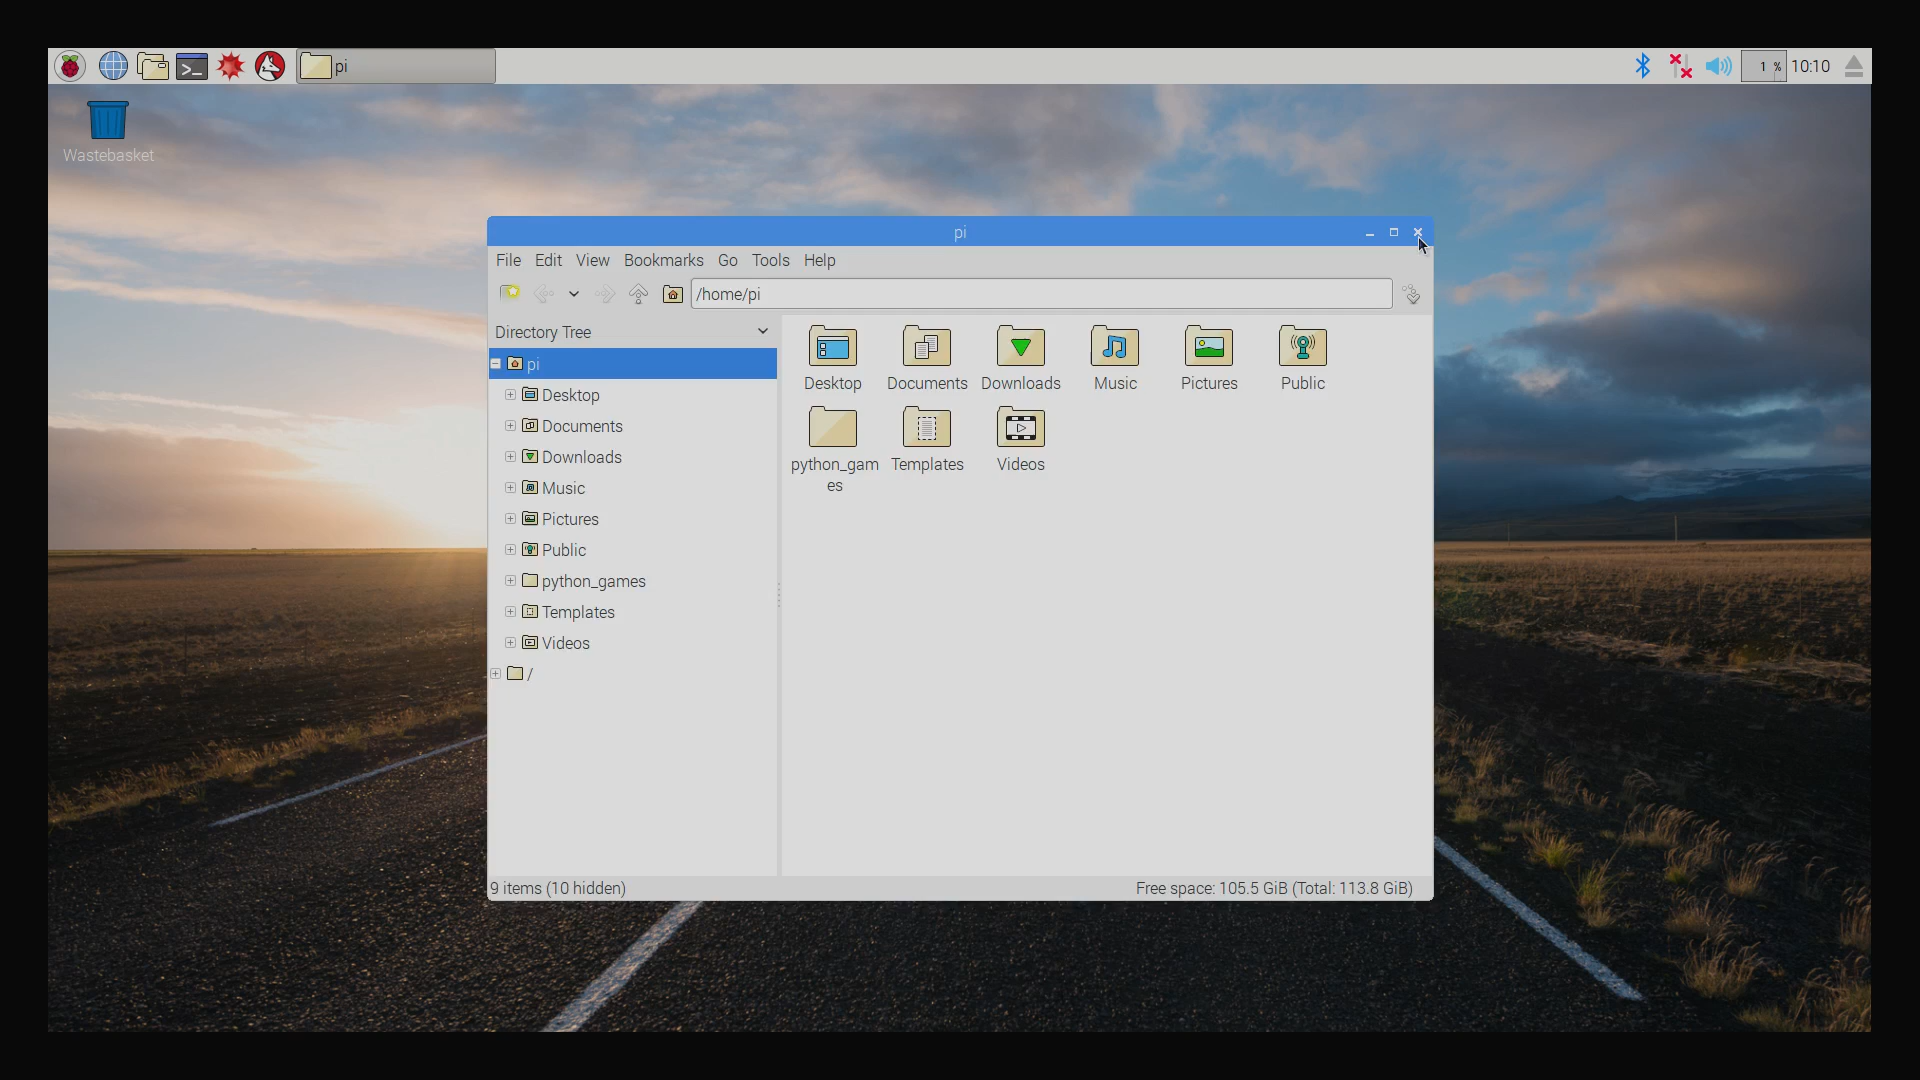 pi
1 %
10:10
Wastebasket
pi
File Edit View Bookmarks Go Tools Help
/home/pi
Directory Tree
pi
Desktop
Documents
Downloads
Music
Pictures
Public
python_games
Templates
Videos
/
Desktop Documents Downloads Music Pictures Public
python_gam
es
Templates Videos
9 items (10 hidden)
Free space: 105.5 GiB (Total: 113.8 GiB)